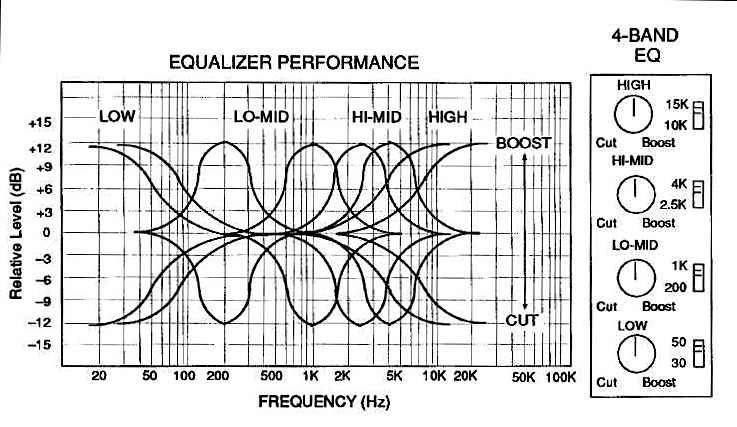 4-BAND
EQ
EQUALIZER PERFORMANCE
LOW LO-MID HI-MID HIGH
BOOST
CUT
Relative Level (dB)
+15
+12
+9
+6
+3
0
−3
−6
−9
−12
−15
20 50 100 200 500 1K 2K 5K 10K 20K 50K 100K
FREQUENCY (Hz)
HIGH
15K
10K
Cut Boost
HI-MID
4K
2.5K
Cut Boost
LO-MID
1K
200
Cut Boost
LOW
50
30
Cut Boost